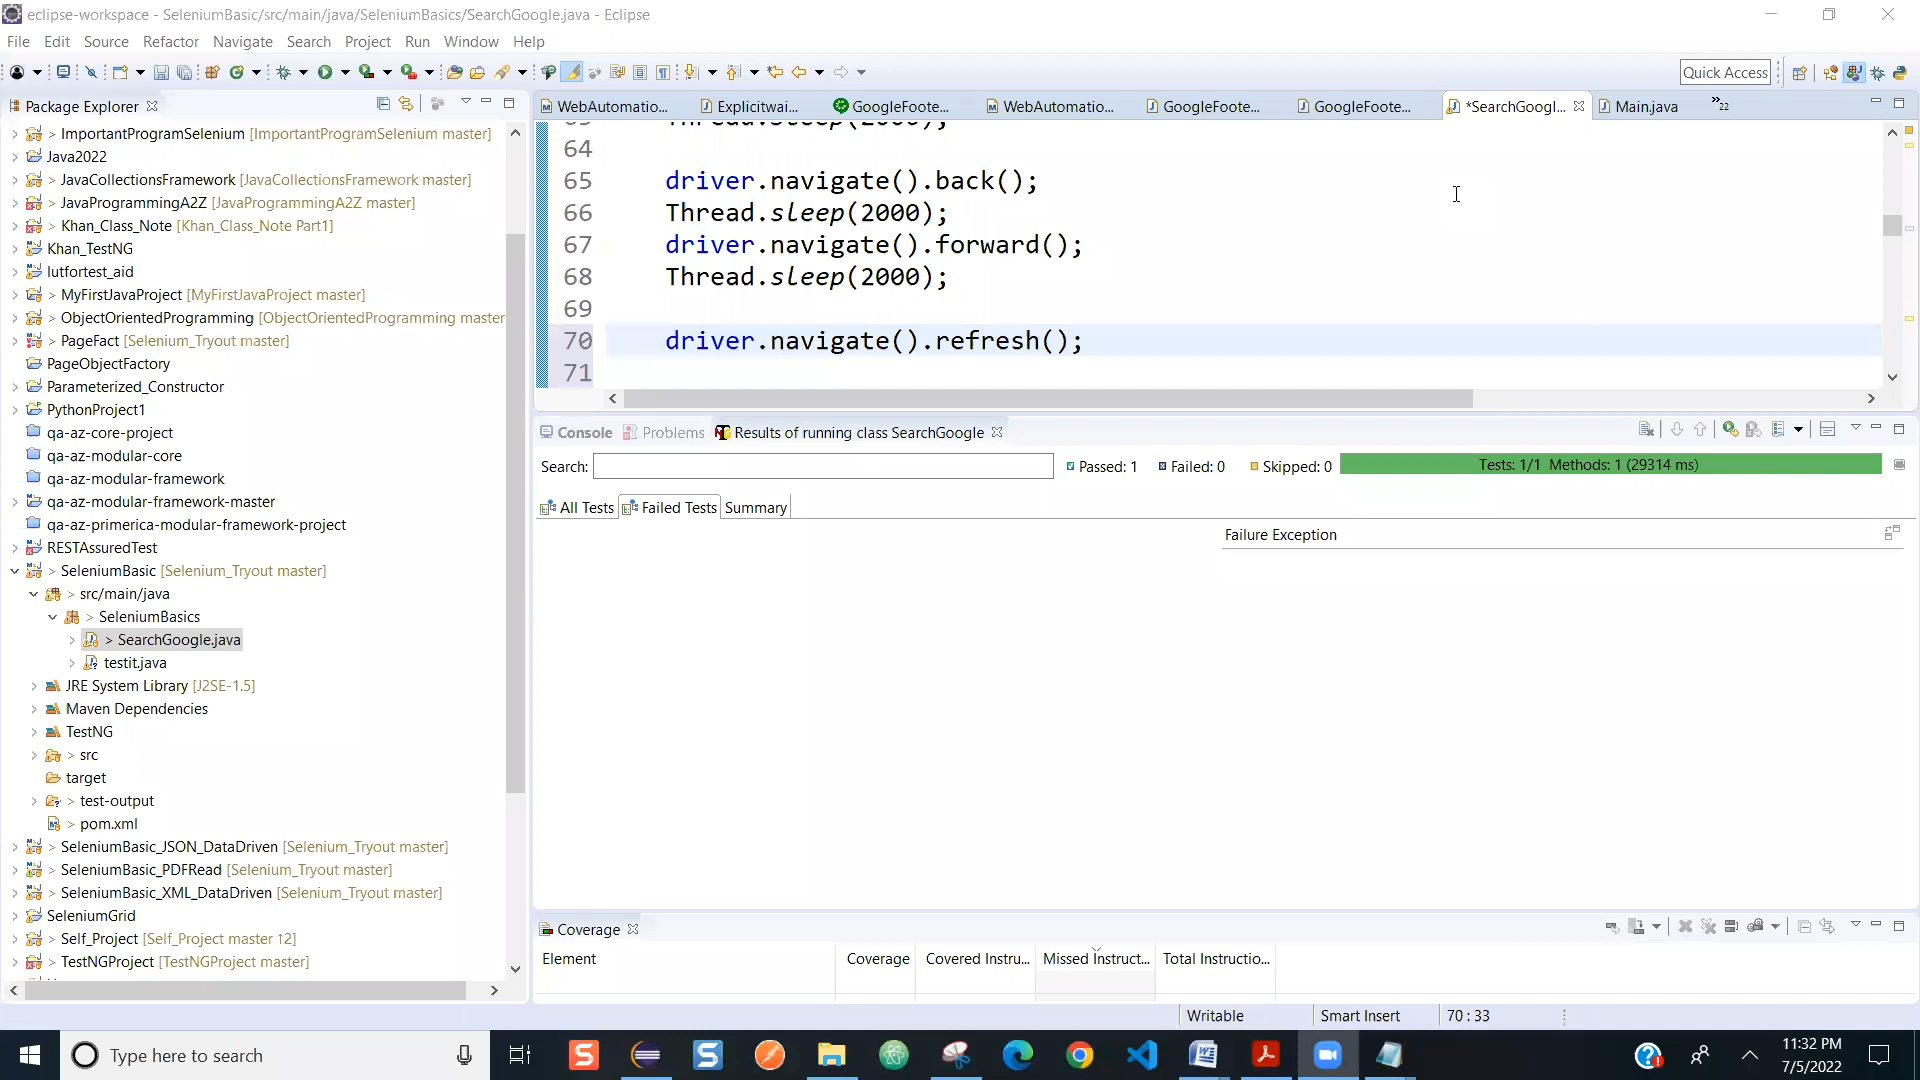 eclipse-workspace - SeleniumBasic/src/main/java/SeleniumBasics/SearchGoogle.java - Eclipse
File Edit Source Refactor Navigate Search Project Run Window Help
Quick Access
Package Explorer
WebAutomatio... Explicitwai... GoogleFoote... WebAutomatio... GoogleFoote... GoogleFoote... *SearchGoogl... Main.java »22
> ImportantProgramSelenium [ImportantProgramSelenium master]
Java2022
> JavaCollectionsFramework [JavaCollectionsFramework master]
> JavaProgrammingA2Z [JavaProgrammingA2Z master]
> Khan_Class_Note [Khan_Class_Note Part1]
Khan_TestNG
lutfortest_aid
> MyFirstJavaProject [MyFirstJavaProject master]
> ObjectOrientedProgramming [ObjectOrientedProgramming master
> PageFact [Selenium_Tryout master]
PageObjectFactory
Parameterized_Constructor
PythonProject1
qa-az-core-project
qa-az-modular-core
qa-az-modular-framework
qa-az-modular-framework-master
qa-az-primerica-modular-framework-project
RESTAssuredTest
> SeleniumBasic [Selenium_Tryout master]
> src/main/java
> SeleniumBasics
> SearchGoogle.java
testit.java
JRE System Library [J2SE-1.5]
Maven Dependencies
TestNG
> src
target
> test-output
> pom.xml
> SeleniumBasic_JSON_DataDriven [Selenium_Tryout master]
> SeleniumBasic_PDFRead [Selenium_Tryout master]
> SeleniumBasic_XML_DataDriven [Selenium_Tryout master]
SeleniumGrid
> Self_Project [Self_Project master ↑2]
> TestNGProject [TestNGProject master]
63 Thread.sleep(2000);
64
65 driver.navigate().back();
66 Thread.sleep(2000);
67 driver.navigate().forward();
68 Thread.sleep(2000);
69
70 driver.navigate().refresh();
71
Console Problems Results of running class SearchGoogle
Search: Passed: 1 Failed: 0 Skipped: 0 Tests: 1/1 Methods: 1 (29314 ms)
All Tests Failed Tests Summary
Failure Exception
Coverage
Element Coverage Covered Instru... Missed Instruct... Total Instructio...
Writable Smart Insert 70 : 33
Type here to search
11:32 PM
7/5/2022